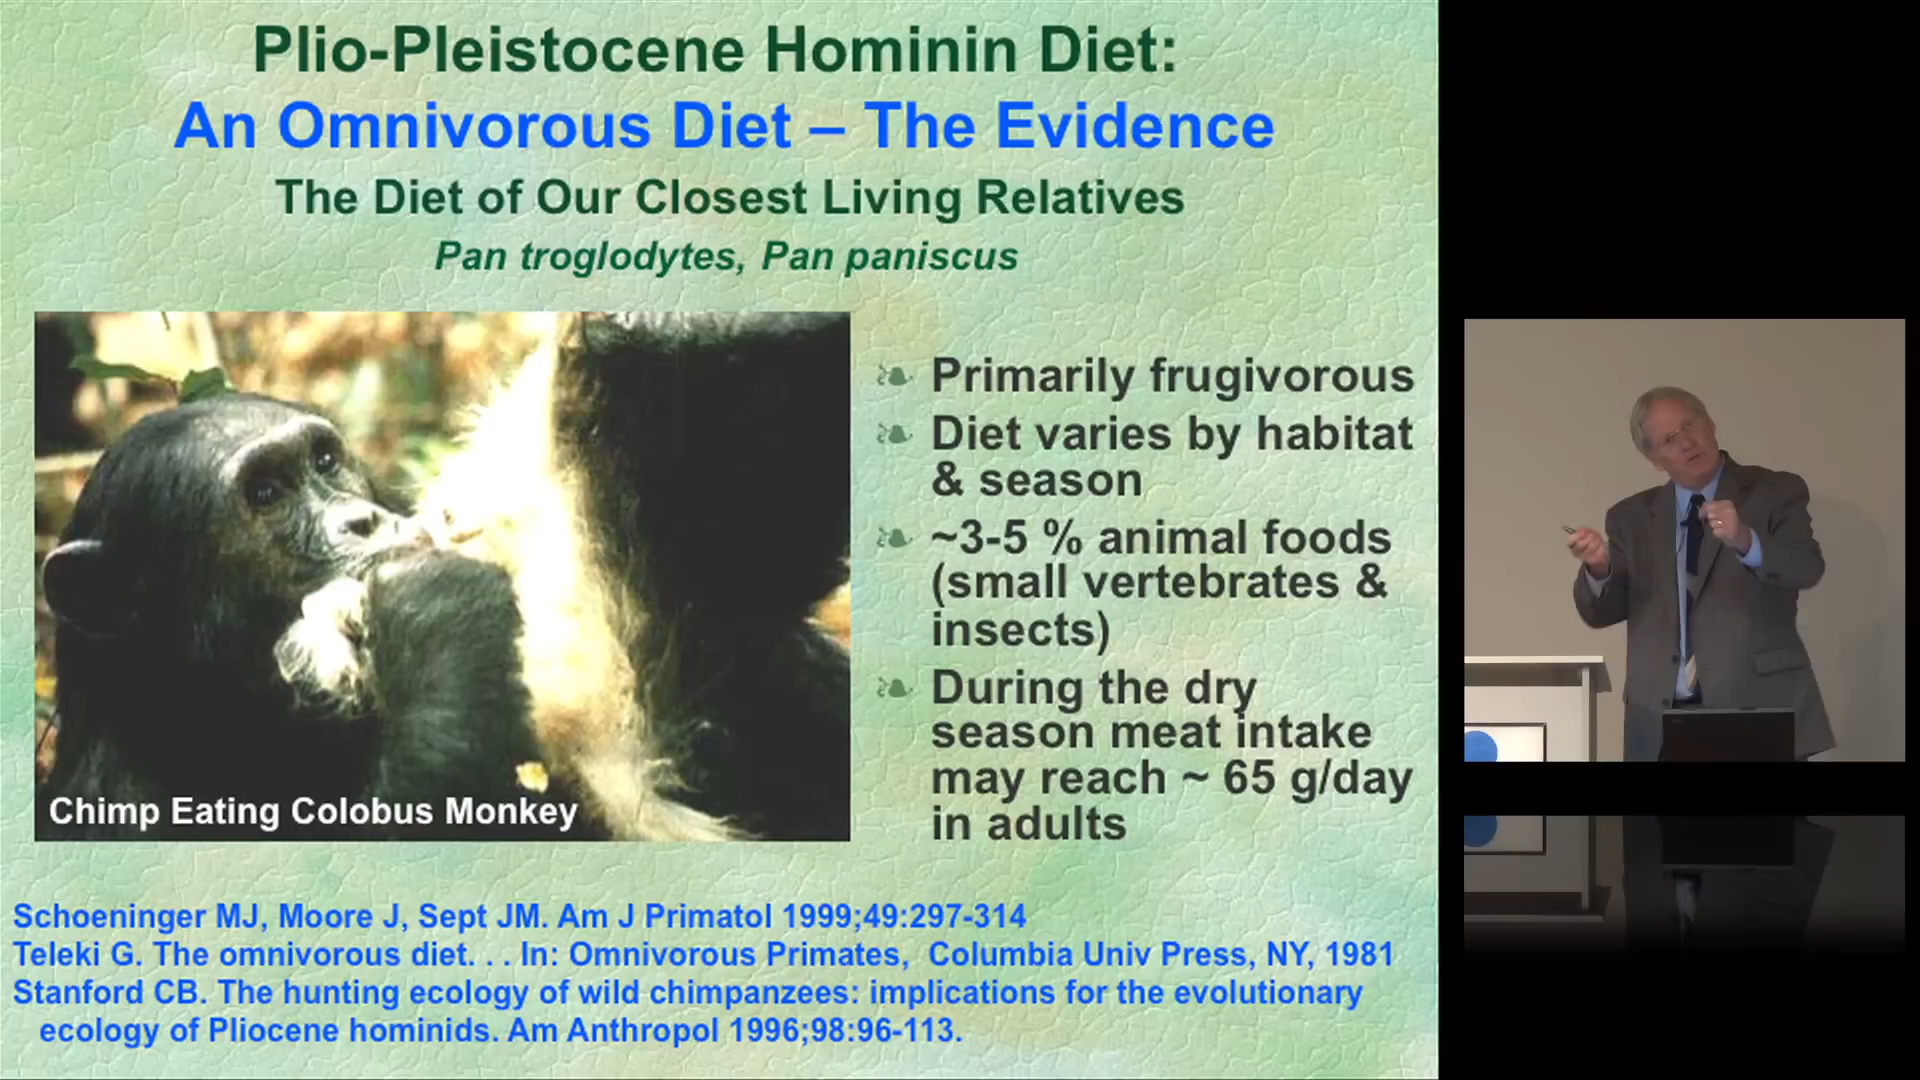 Plio-Pleistocene Hominin Diet:
An Omnivorous Diet – The Evidence
The Diet of Our Closest Living Relatives
Pan troglodytes, Pan paniscus
Chimp Eating Colobus Monkey
Primarily frugivorous
Diet varies by habitat
& season
~3-5 % animal foods
(small vertebrates &
insects)
During the dry
season meat intake
may reach ~ 65 g/day
in adults
Schoeninger MJ, Moore J, Sept JM. Am J Primatol 1999;49:297-314
Teleki G. The omnivorous diet. . . In: Omnivorous Primates, Columbia Univ Press, NY, 1981
Stanford CB. The hunting ecology of wild chimpanzees: implications for the evolutionary
ecology of Pliocene hominids. Am Anthropol 1996;98:96-113.